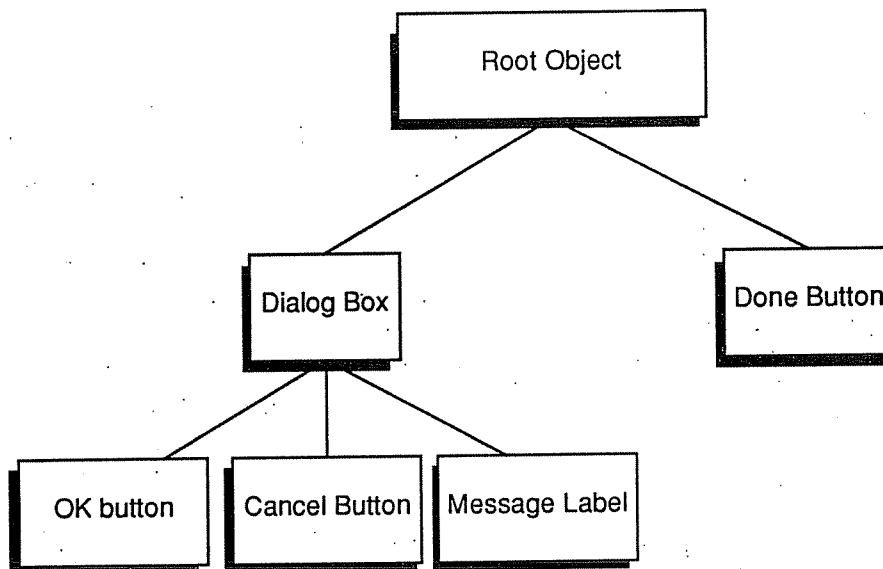 Root Object
Dialog Box
Done Button
OK button
Cancel Button
Message Label